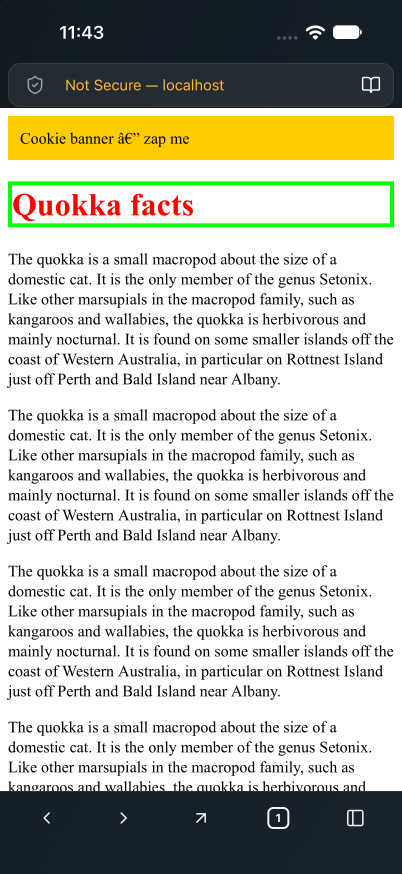 11:43
Not Secure — localhost
Cookie banner â€” zap me
Quokka facts
The quokka is a small macropod about the size of a
domestic cat. It is the only member of the genus Setonix.
Like other marsupials in the macropod family, such as
kangaroos and wallabies, the quokka is herbivorous and
mainly nocturnal. It is found on some smaller islands off the
coast of Western Australia, in particular on Rottnest Island
just off Perth and Bald Island near Albany.
The quokka is a small macropod about the size of a
domestic cat. It is the only member of the genus Setonix.
Like other marsupials in the macropod family, such as
kangaroos and wallabies, the quokka is herbivorous and
mainly nocturnal. It is found on some smaller islands off the
coast of Western Australia, in particular on Rottnest Island
just off Perth and Bald Island near Albany.
The quokka is a small macropod about the size of a
domestic cat. It is the only member of the genus Setonix.
Like other marsupials in the macropod family, such as
kangaroos and wallabies, the quokka is herbivorous and
mainly nocturnal. It is found on some smaller islands off the
coast of Western Australia, in particular on Rottnest Island
just off Perth and Bald Island near Albany.
The quokka is a small macropod about the size of a
domestic cat. It is the only member of the genus Setonix.
Like other marsupials in the macropod family, such as
kangaroos and wallabies, the quokka is herbivorous and
1